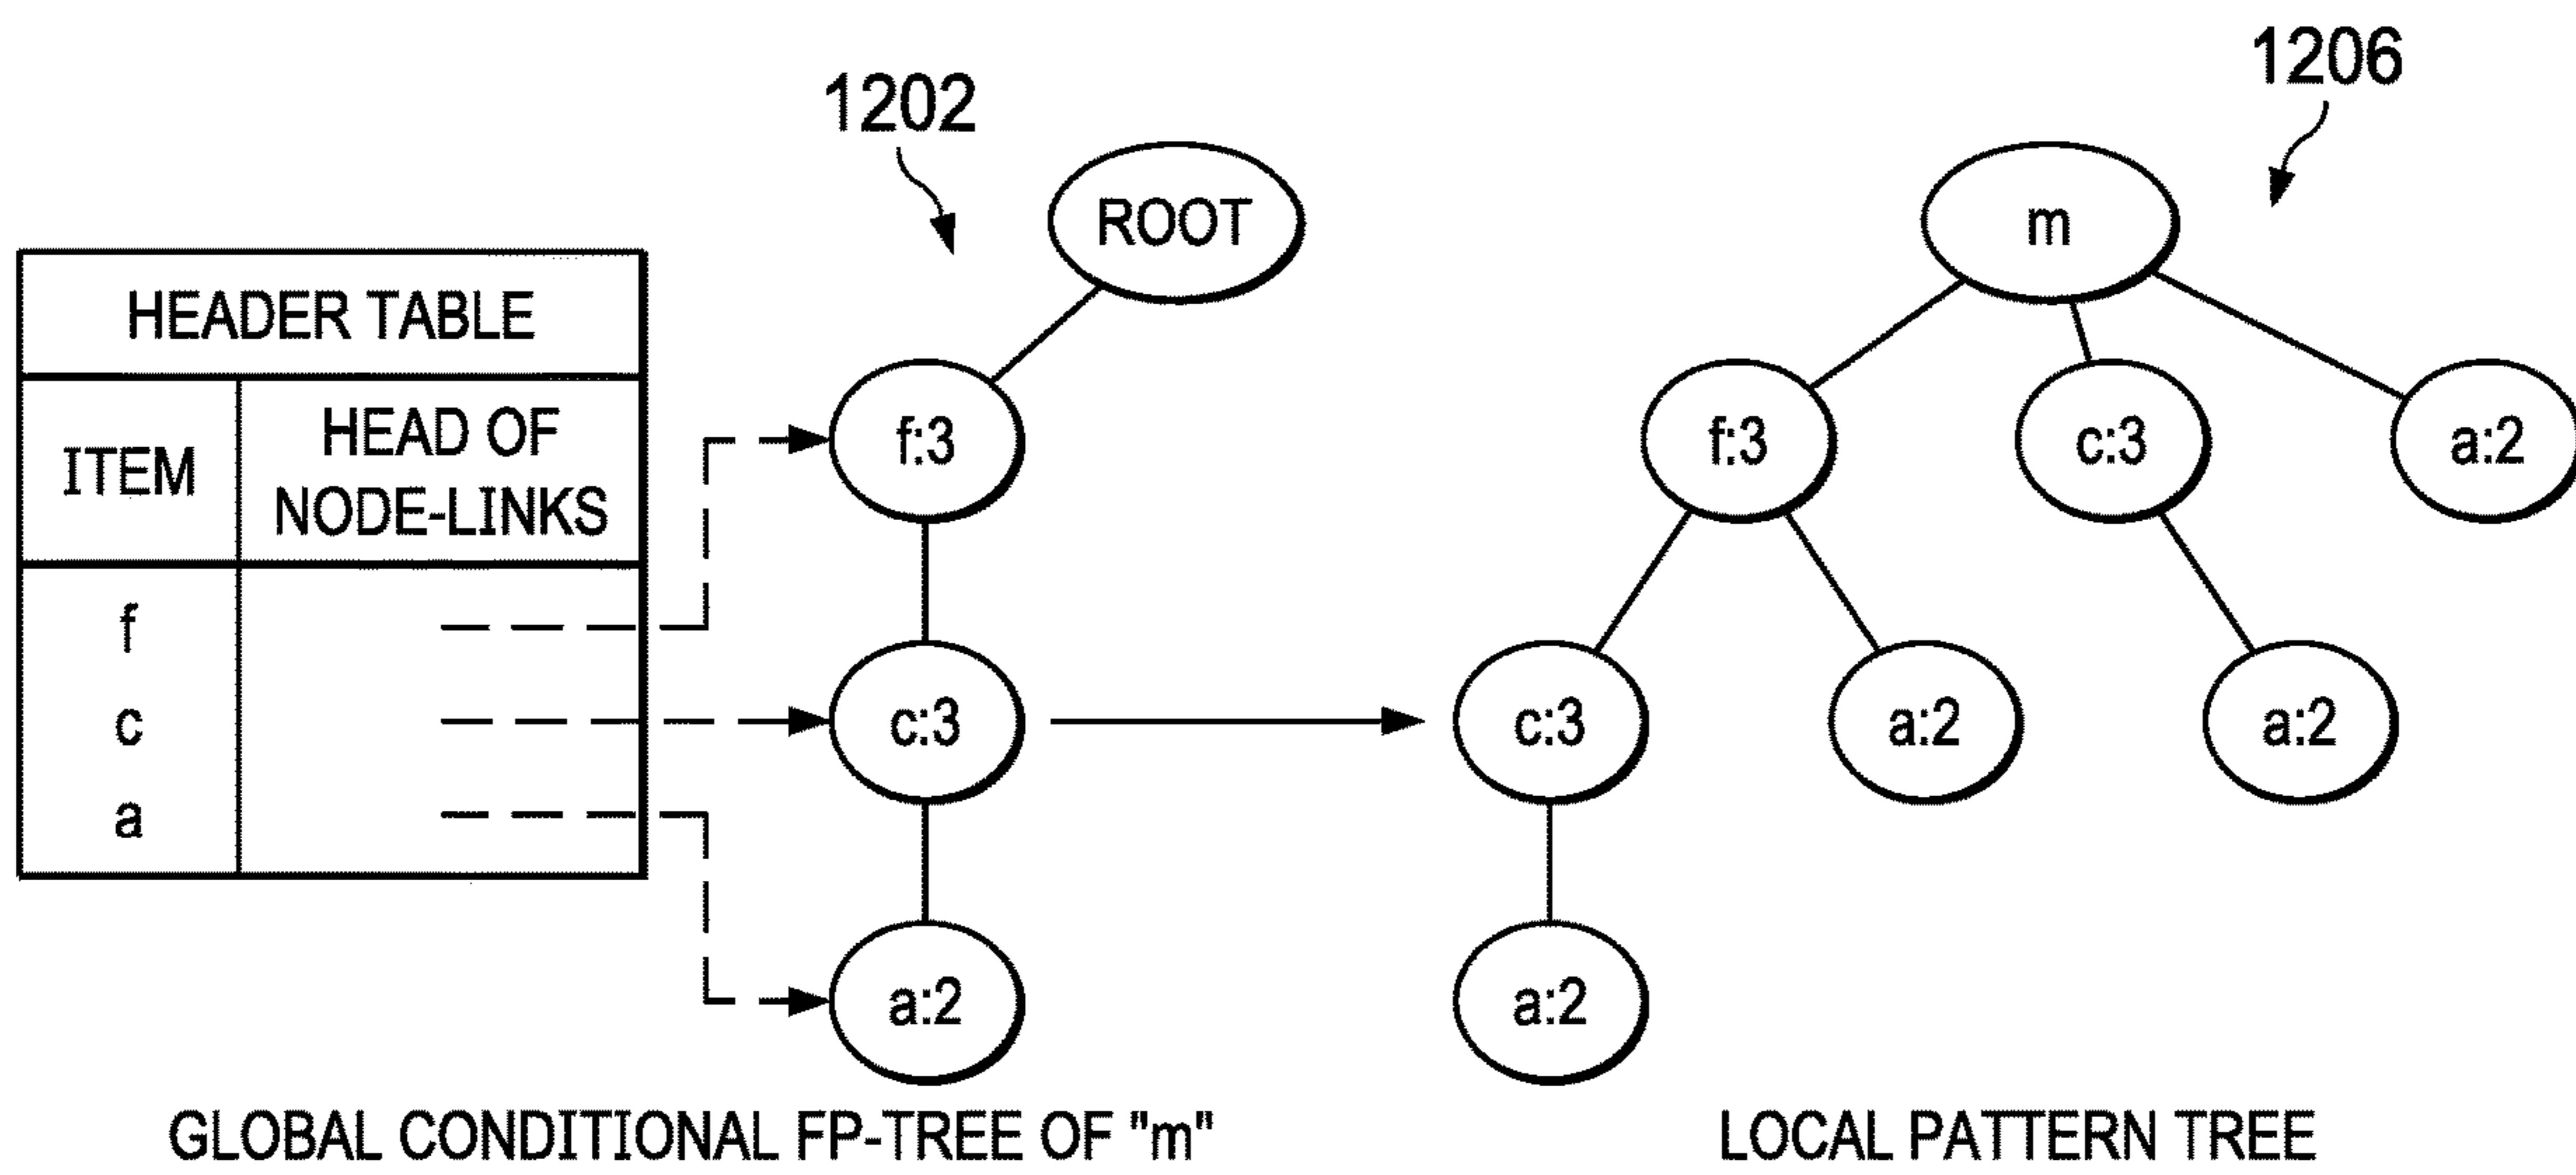 1202
1206
ROOT
m
HEADER TABLE
ITEM
HEAD OF
NODE-LINKS
f:3
f:3
c:3
a:2
f
c
a
c:3
c:3
a:2
a:2
a:2
a:2
GLOBAL CONDITIONAL FP-TREE OF "m"
LOCAL PATTERN TREE